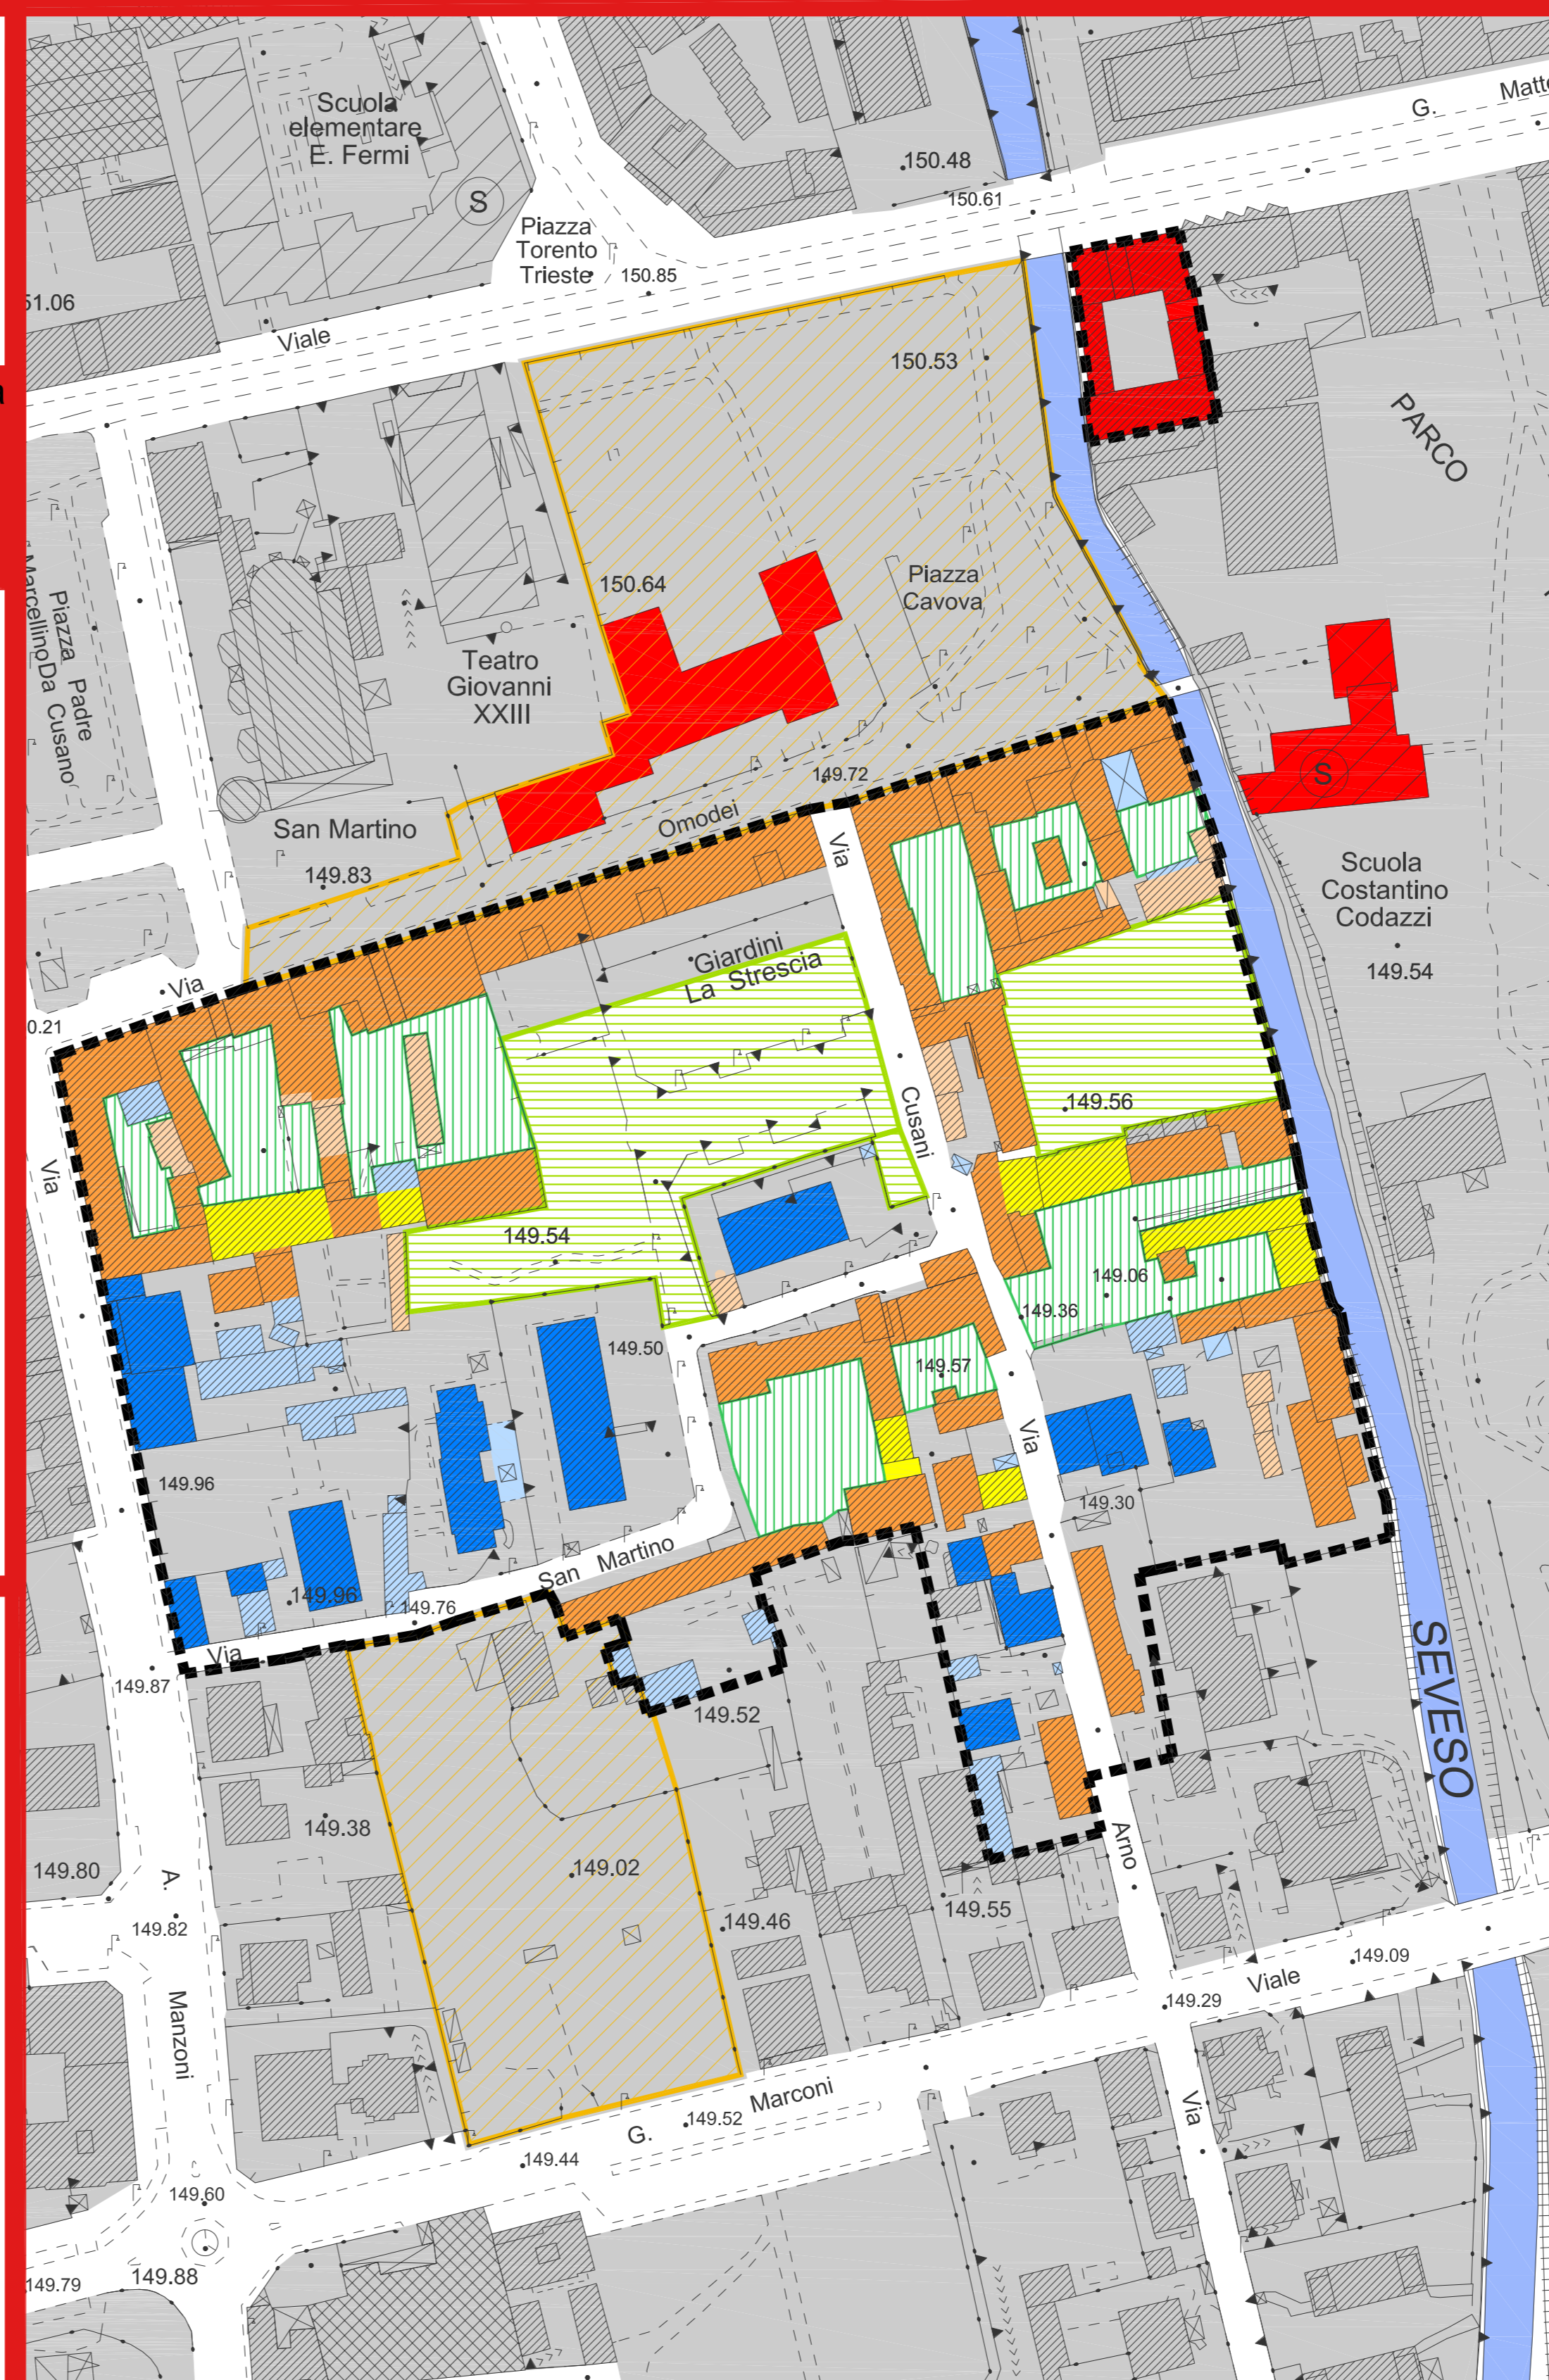 G. Matte
Scuola
elementare
E. Fermi
S
150.48
150.61
Piazza
Torento
Trieste
150.85
51.06
Viale
150.53
PARCO
a
150.64
Piazza
Cavova
Piazza Padre
MarcellinoDa Cusano
Teatro
Giovanni
XXIII
S
149.72
Omodei
San Martino
149.83
Via
Scuola
Costantino
Codazzi
149.54
Giardini
La Strescia
Via
0.21
149.56
Cusani
Via
149.54
149.06
149.36
149.50
149.57
Via
149.96
149.30
San Martino
149.96
149.76
Via
149.87
149.52
SEVESO
149.38
149.80
A.
149.02
Arno
149.46
149.55
149.82
149.09
Viale
149.29
Manzoni
Marconi
149.52
G.
Via
149.44
149.60
149.88
149.79